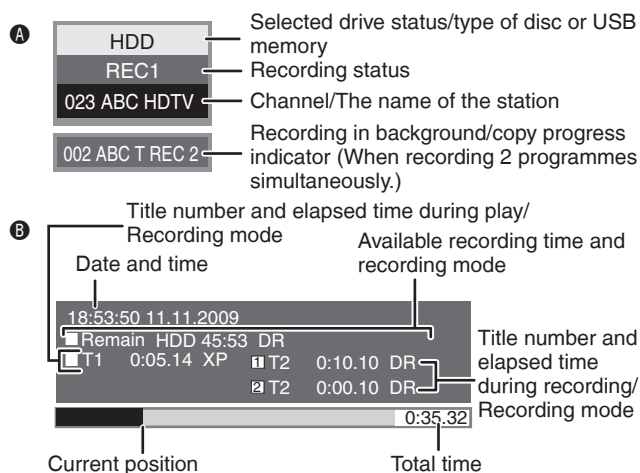 A
HDD
REC1
023 ABC HDTV
002 ABC T REC 2
Selected drive status/type of disc or USB
memory
Recording status
Channel/The name of the station
Recording in background/copy progress
indicator (When recording 2 programmes
simultaneously.)
B
Title number and elapsed time during play/
Recording mode
Date and time
Available recording time and
recording mode
18:53:50 11.11.2009
Remain HDD 45:53 DR
T1 0:05.14 XP
1 T2 0:10.10 DR
2 T2 0:00.10 DR
Title number and
elapsed time
during recording/
Recording mode
0:35.32
Current position
Total time